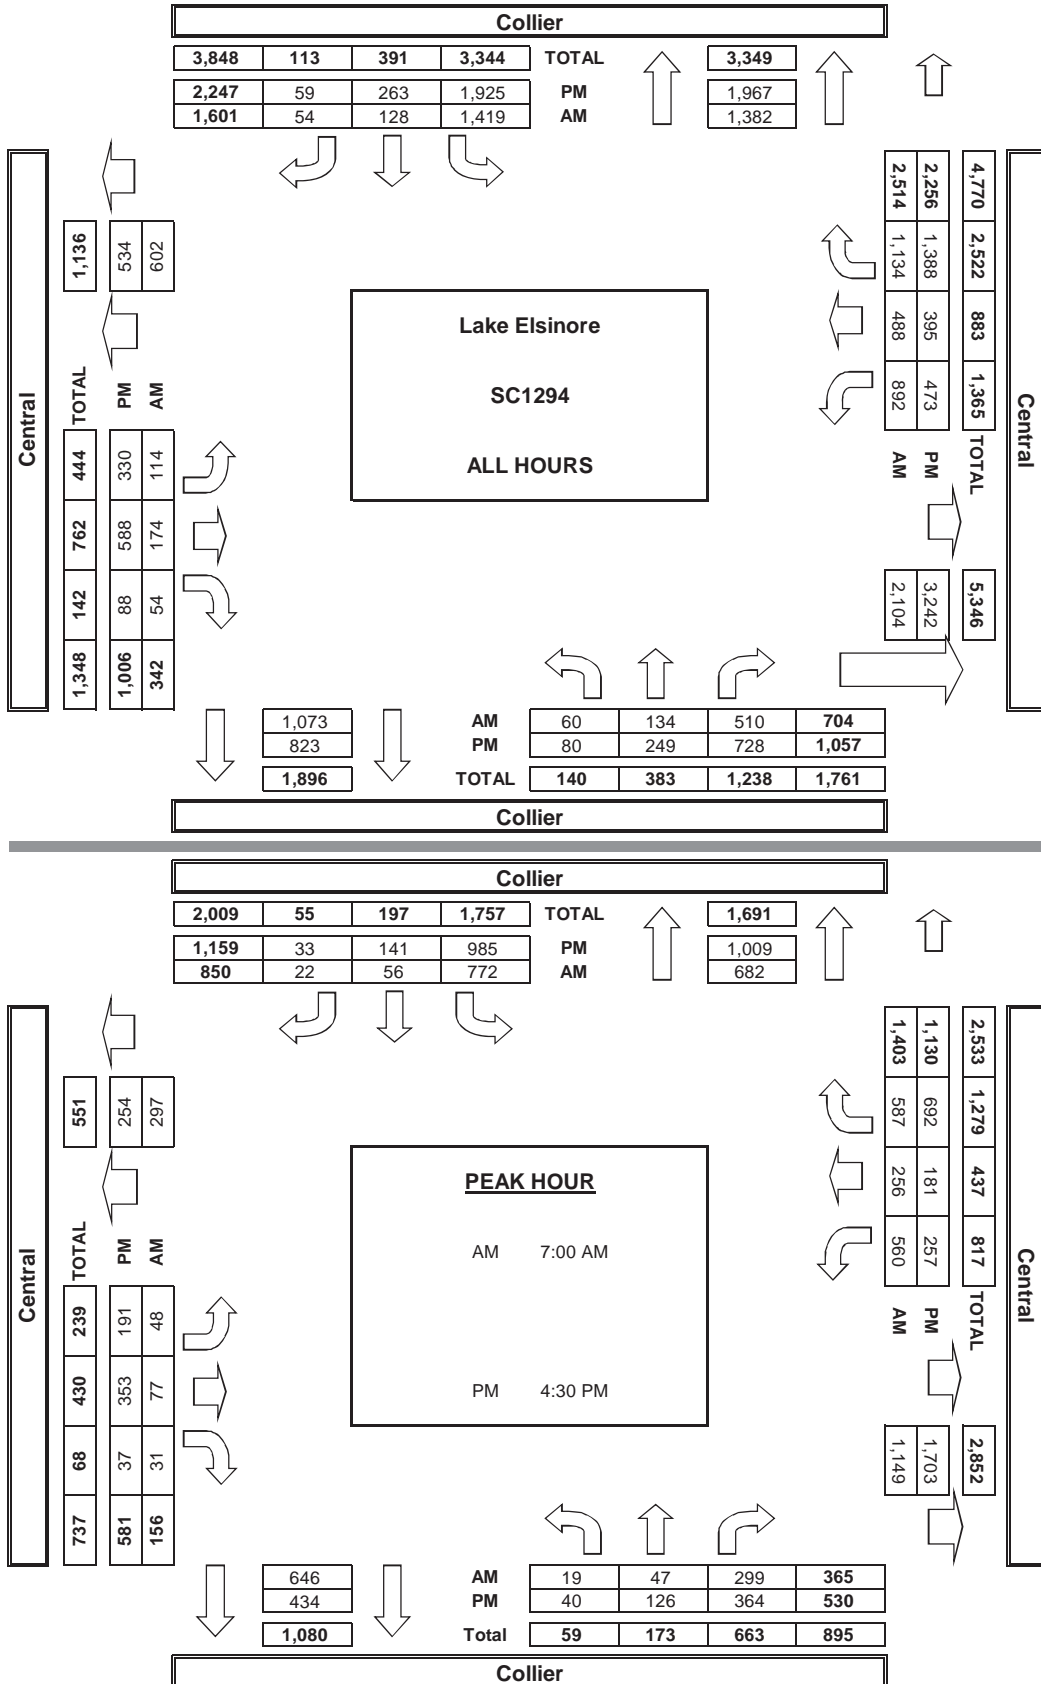 Collier
3,848 113 391 3,344 TOTAL 3,349
2,247 59 263 1,925 PM 1,967
1,601 54 128 1,419 AM 1,382
Central
1,136 TOTAL 444 762 142 1,348
534 PM 330 588 88 1,006
602 AM 114 174 54 342
Lake Elsinore
SC1294
ALL HOURS
4,770 2,522 883 1,365 TOTAL 5,346
2,256 1,388 395 473 PM 3,242
2,514 1,134 488 892 AM 2,104
Central
1,073 AM 60 134 510 704
823 PM 80 249 728 1,057
1,896 TOTAL 140 383 1,238 1,761
Collier
Collier
2,009 55 197 1,757 TOTAL 1,691
1,159 33 141 985 PM 1,009
850 22 56 772 AM 682
Central
551 TOTAL 239 430 68 737
254 PM 191 353 37 581
297 AM 48 77 31 156
PEAK HOUR
AM 7:00 AM
PM 4:30 PM
2,533 1,279 437 817 TOTAL 2,852
1,130 692 181 257 PM 1,703
1,403 587 256 560 AM 1,149
Central
646 AM 19 47 299 365
434 PM 40 126 364 530
1,080 Total 59 173 663 895
Collier